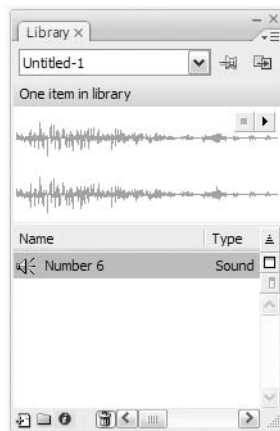 Library ×
Untitled-1
One item in library
Name Type
Number 6 Sound